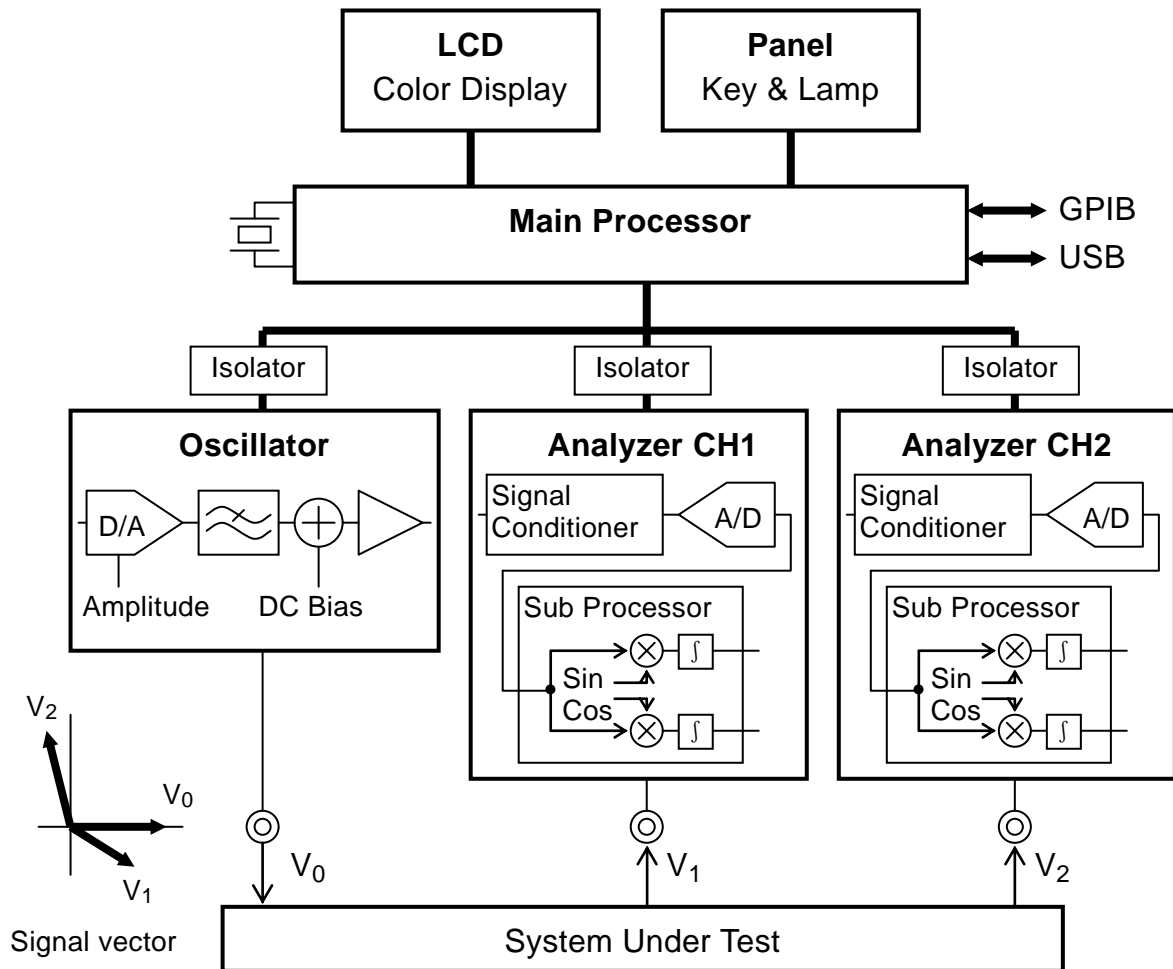 LCD
Color Display
Panel
Key & Lamp
Main Processor
GPIB
USB
Isolator
Isolator
Isolator
Oscillator
D/A
Amplitude
DC Bias
Analyzer CH1
Signal
Conditioner
A/D
Sub Processor
Sin
Cos
∫
∫
Analyzer CH2
Signal
Conditioner
A/D
Sub Processor
Sin
Cos
∫
∫
V2
V0
V1
Signal vector
V0
V1
V2
System Under Test